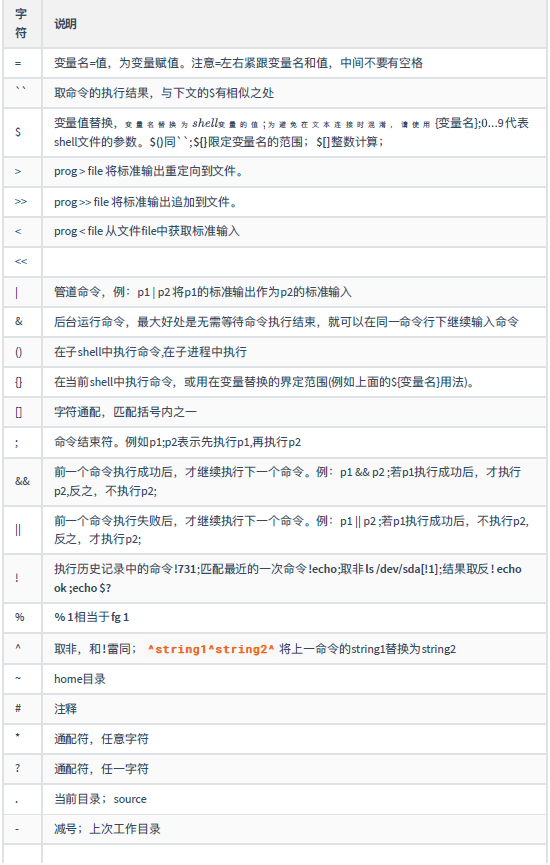 字
符
说明
= 变量名=值，为变量赋值。注意=左右紧跟变量名和值，中间不要有空格
`` 取命令的执行结果，与下文的$有相似之处
变量值替换，变量名替换为shell变量的值;为避免在文本连接时混淆，请使用 {变量名};0…9代表
$ shell文件的参数。$()同``;${}限定变量名的范围； $[]整数计算；
> prog > file 将标准输出重定向到文件。
>> prog >> file 将标准输出追加到文件。
< prog < file 从文件file中获取标准输入
<<
| 管道命令，例： p1 | p2 将p1的标准输出作为p2的标准输入
& 后台运行命令，最大好处是无需等待命令执行结束，就可以在同一命令行下继续输入命令
() 在子shell中执行命令,在子进程中执行
{} 在当前shell中执行命令，或用在变量替换的界定范围(例如上面的${变量名}用法)。
[] 字符通配，匹配括号内之一
; 命令结束符。例如p1;p2表示先执行p1,再执行p2
前一个命令执行成功后，才继续执行下一个命令。例： p1 && p2 ;若p1执行成功后，才执行
&& p2,反之，不执行p2;
前一个命令执行失败后，才继续执行下一个命令。例： p1 || p2 ;若p1执行成功后，不执行p2,
|| 反之，才执行p2;
执行历史记录中的命令!731;匹配最近的一次命令!echo;取非 ls /dev/sda[!1];结果取反 ! echo
! ok ;echo $?
% % 1相当于 fg 1
^ 取非，和 ! 雷同； ^string1^string2^ 将上一命令的string1替换为string2
~ home目录
# 注释
* 通配符，任意字符
? 通配符，任一字符
. 当前目录； source
- 减号；上次工作目录